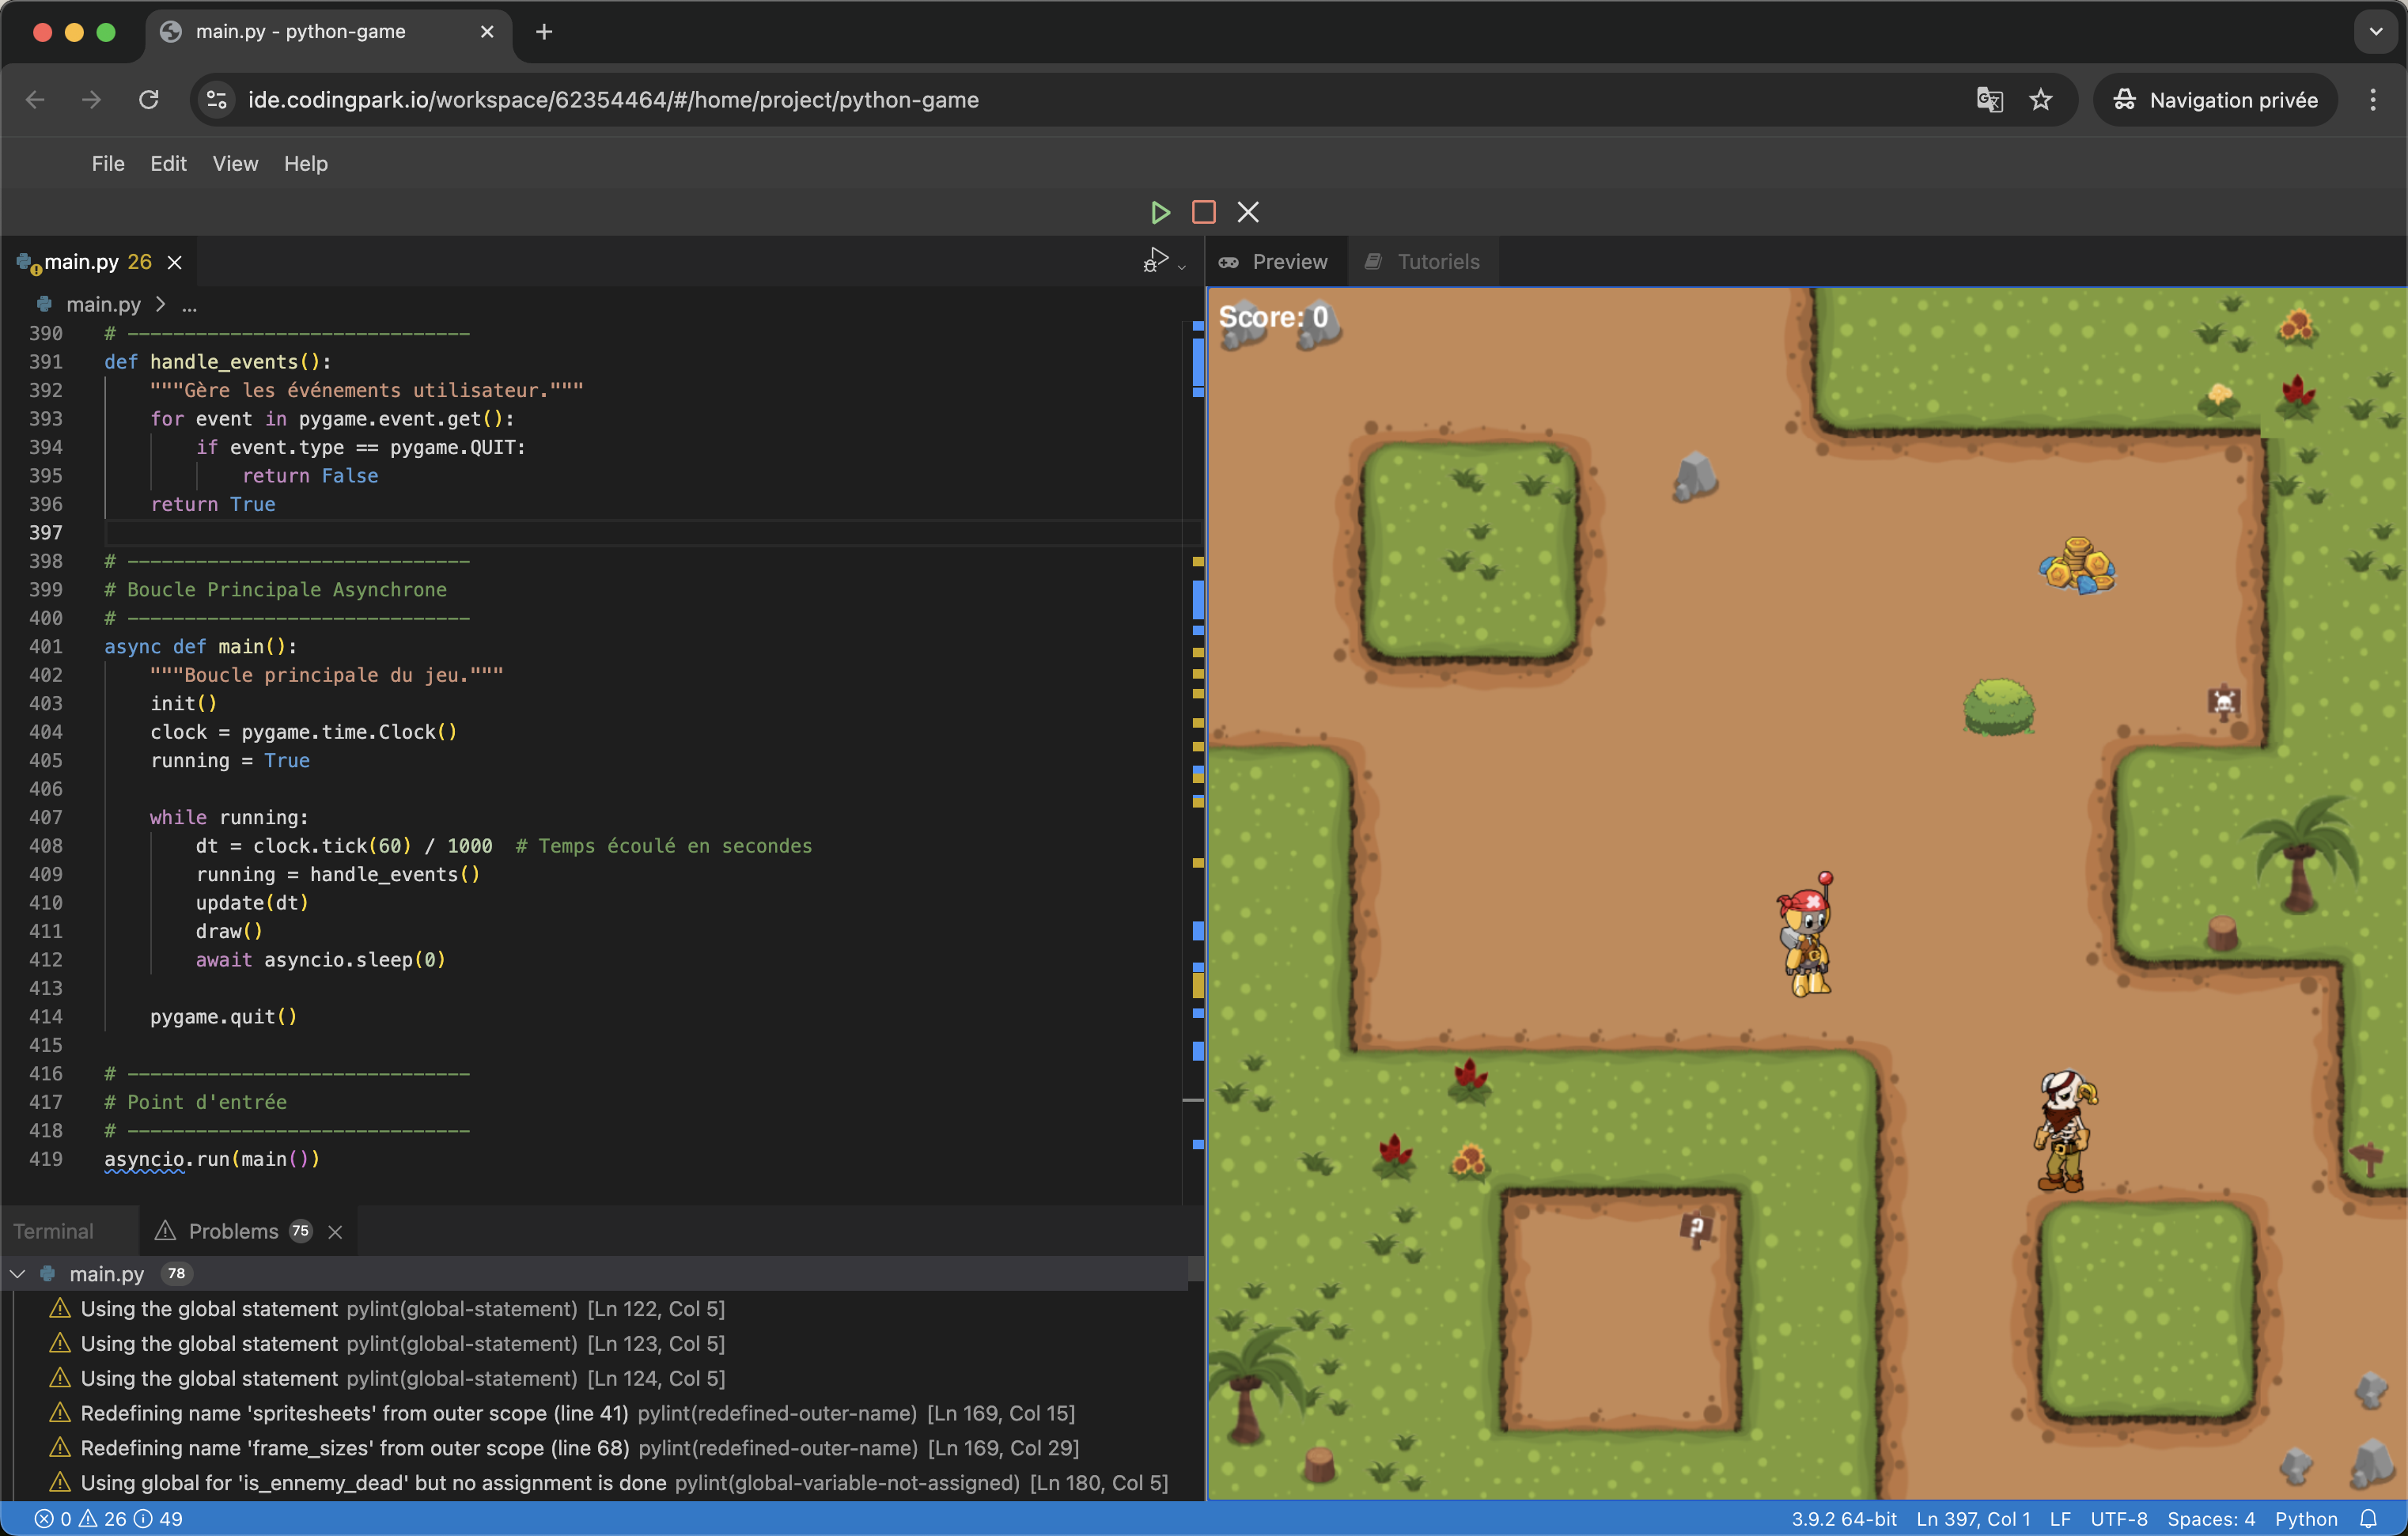 main.py - python-game
ide.codingpark.io/workspace/62354464/#/home/project/python-game
Navigation privée
File Edit View Help
main.py 26
Preview
Tutoriels
main.py > ...
390 # ------------------------------
391 def handle_events():
392 """Gère les événements utilisateur."""
393 for event in pygame.event.get():
394 if event.type == pygame.QUIT:
395 return False
396 return True
397
398 # ------------------------------
399 # Boucle Principale Asynchrone
400 # ------------------------------
401 async def main():
402 """Boucle principale du jeu."""
403 init()
404 clock = pygame.time.Clock()
405 running = True
406
407 while running:
408 dt = clock.tick(60) / 1000 # Temps écoulé en secondes
409 running = handle_events()
410 update(dt)
411 draw()
412 await asyncio.sleep(0)
413
414 pygame.quit()
415
416 # ------------------------------
417 # Point d'entrée
418 # ------------------------------
419 asyncio.run(main())
Score: 0
?
Terminal
Problems 75
main.py 78
Using the global statement pylint(global-statement) [Ln 122, Col 5]
Using the global statement pylint(global-statement) [Ln 123, Col 5]
Using the global statement pylint(global-statement) [Ln 124, Col 5]
Redefining name 'spritesheets' from outer scope (line 41) pylint(redefined-outer-name) [Ln 169, Col 15]
Redefining name 'frame_sizes' from outer scope (line 68) pylint(redefined-outer-name) [Ln 169, Col 29]
Using global for 'is_ennemy_dead' but no assignment is done pylint(global-variable-not-assigned) [Ln 180, Col 5]
0 26 49
3.9.2 64-bit Ln 397, Col 1 LF UTF-8 Spaces: 4 Python